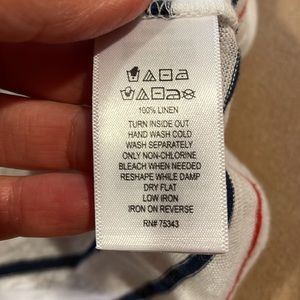 100% LINEN
TURN INSIDE OUT
HAND WASH COLD
WASH SEPARATELY
ONLY NON-CHLORINE
BLEACH WHEN NEEDED
RESHAPE WHILE DAMP
DRY FLAT
LOW IRON
IRON ON REVERSE
RN# 75343